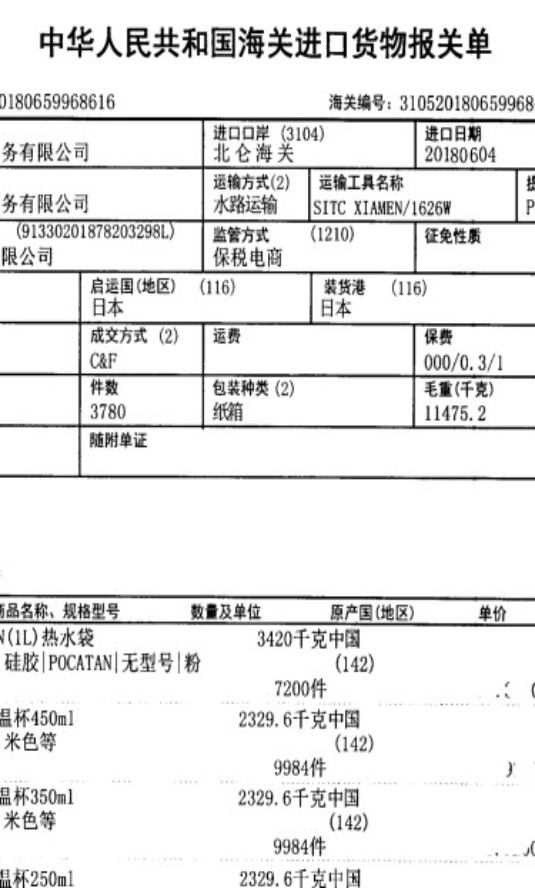 中华人民共和国海关进口货物报关单
0180659968616 海关编号: 310520180659968
进口口岸 (3104) 进口日期
务有限公司 北仑海关 20180604
运输方式(2) 运输工具名称
务有限公司 水路运输 SITC XIAMEN/1626W P
(91330201878203298L) 监管方式 (1210) 征免性质
限公司 保税电商
启运国(地区) (116) 装货港 (116)
日本 日本
成交方式 (2) 运费 保费
C&F 000/0.3/1
件数 包装种类(2) 毛重(千克)
3780 纸箱 11475.2
随附单证
商品名称、规格型号 数量及单位 原产国(地区) 单价
N(1L)热水袋 3420千克中国
硅胶|POCATAN|无型号|粉 (142)
7200件
温杯450ml 2329.6千克中国
米色等 (142)
9984件
温杯350ml 2329.6千克中国
米色等 (142)
9984件
温杯250ml 2329.6千克中国